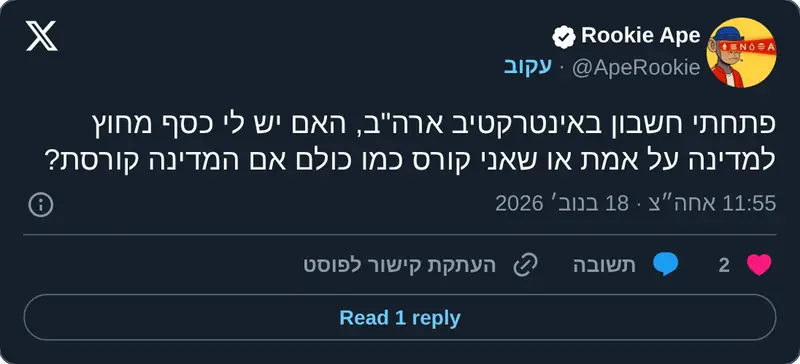 Rookie Ape
@ApeRookie · עקוב
פתחתי חשבון באינטרקטיב ארה"ב, האם יש לי כסף מחוץ
למדינה על אמת או שאני קורס כמו כולם אם המדינה קורסת?
11:55 אחה״צ · 18 בנוב׳ 2026
2 תשובה העתקת קישור לפוסט
Read 1 reply